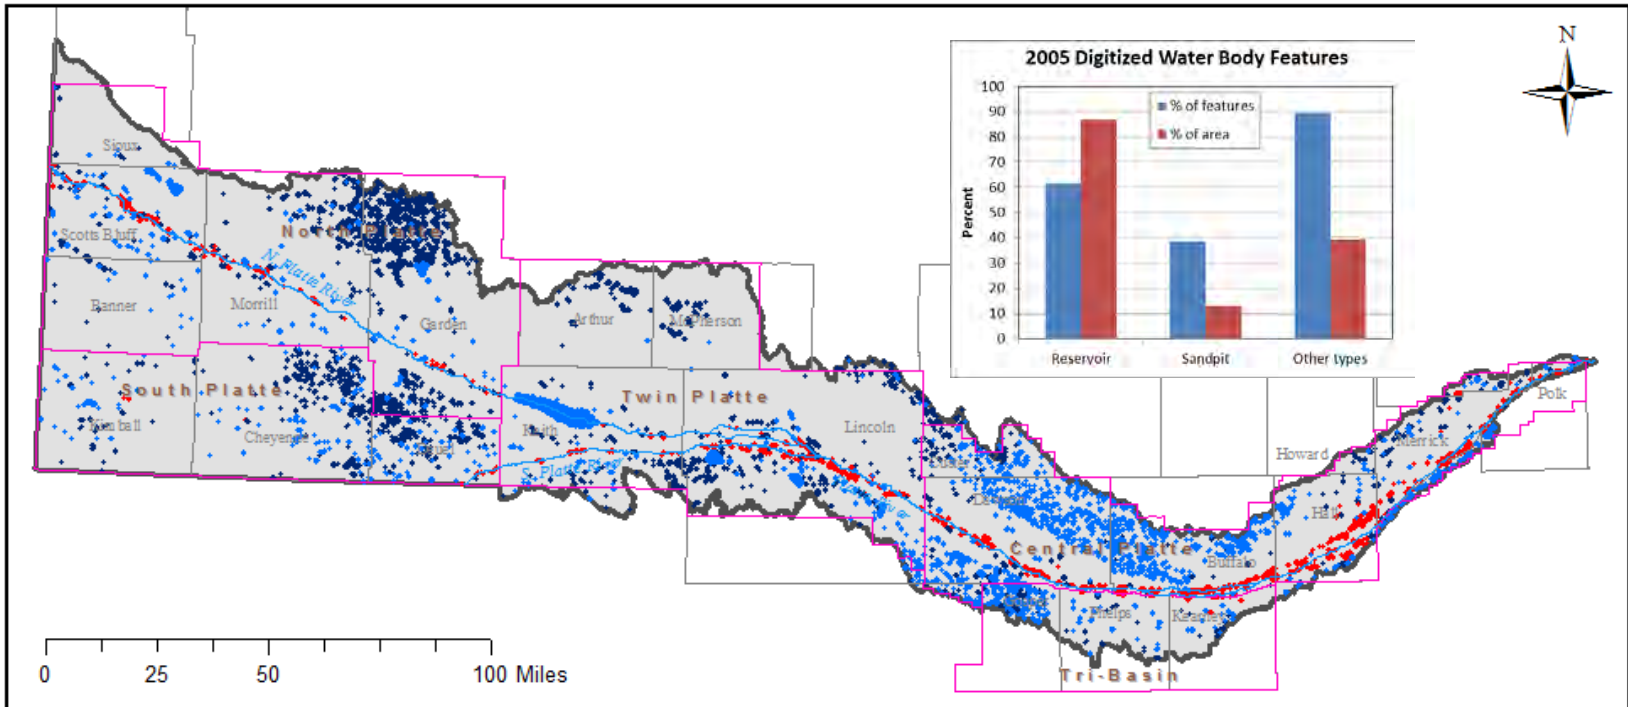 2005 Digitized Water Body Features
N
100
90
80
70
60
50
40
30
20
10
0
Percent
% of features
% of area
Reservoir
Sandpit
Other types
Sioux
Scotts Bluff
North Platte
N Platte River
Banner
Morrill
Garden
Arthur
McPherson
South Platte
Kimball
Cheyenne
Twin Platte
Keith
Lincoln
S. Platte River
Howard
Merrick
Polk
Hall
Central Platte
Buffalo
Phelps
Tri-Basin
0
25
50
100 Miles